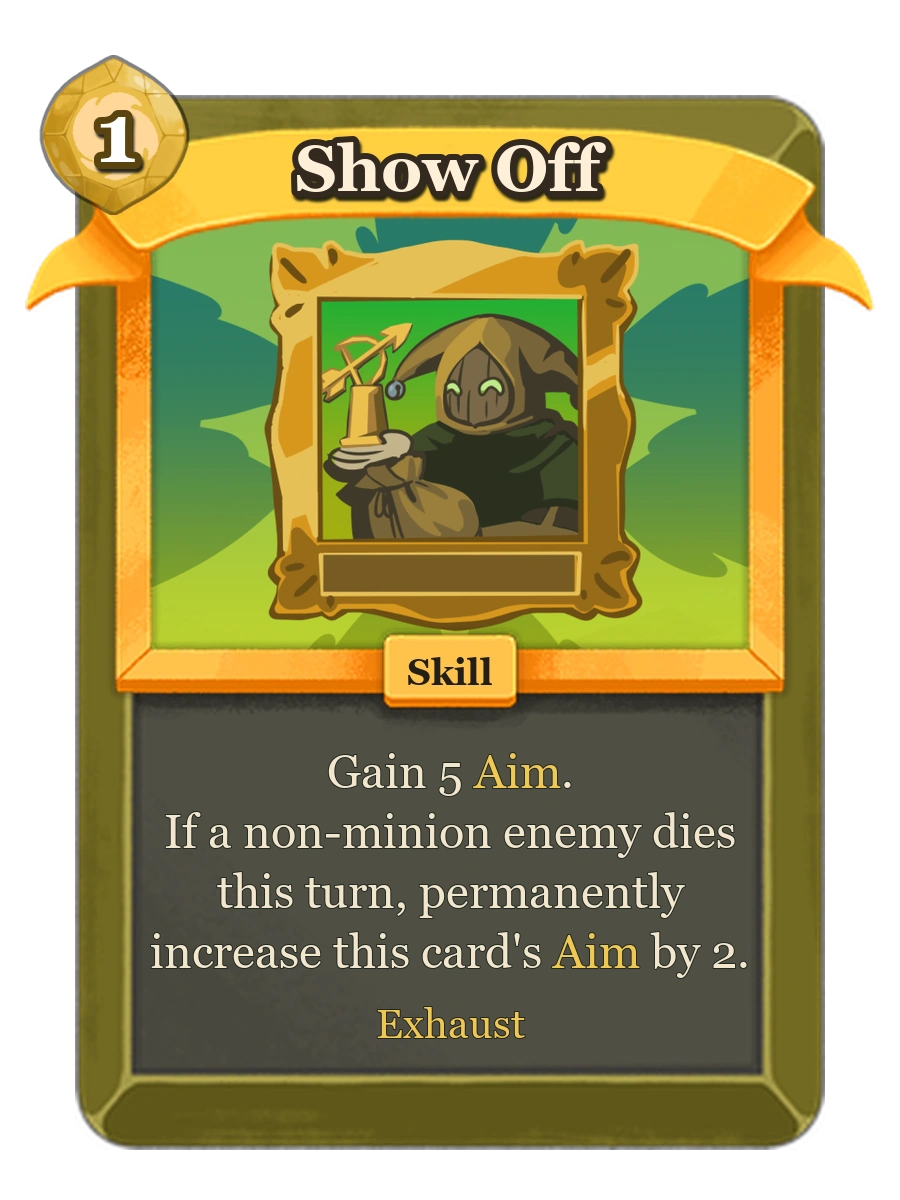 1
Show Off
Skill
Gain 5 Aim.
If a non-minion enemy dies
this turn, permanently
increase this card's Aim by 2.
Exhaust